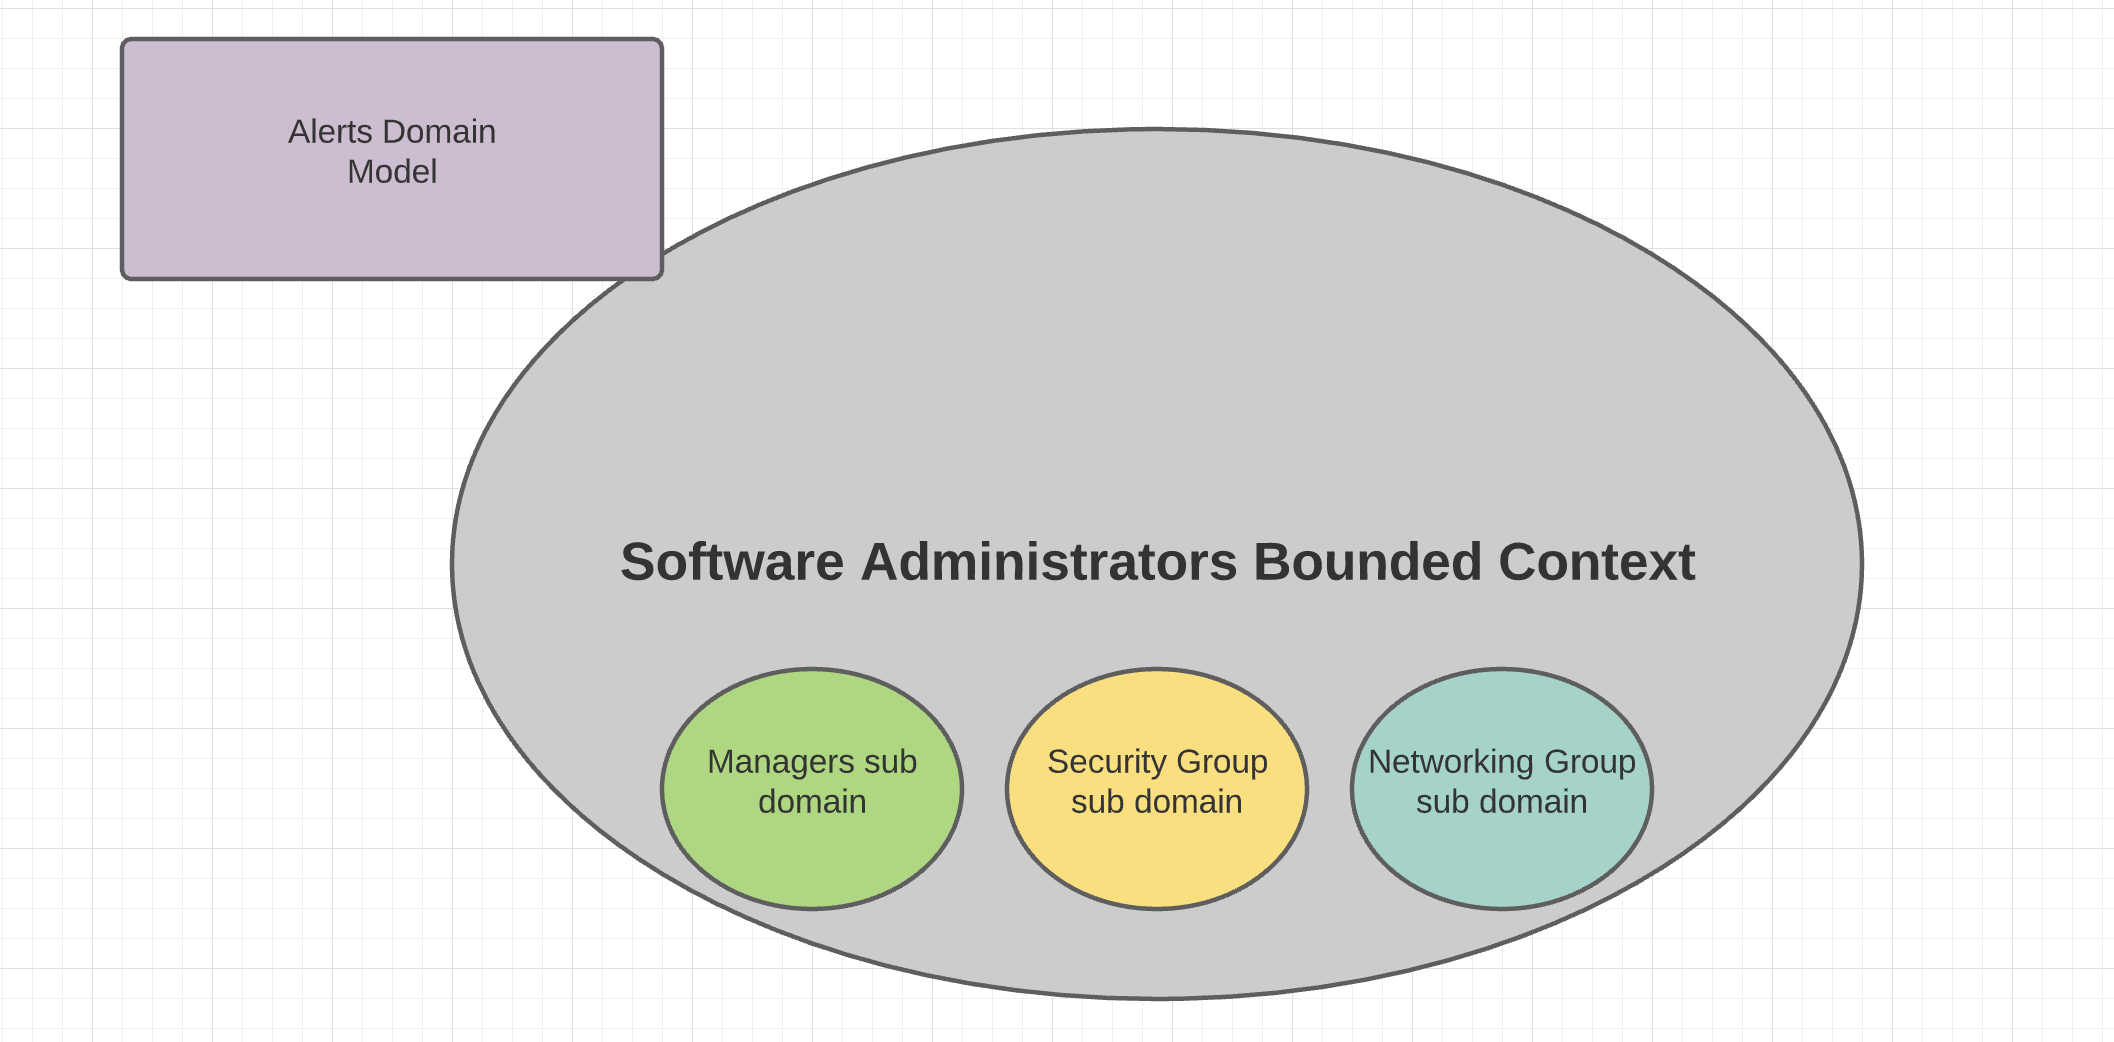 Alerts Domain
Model
Software Administrators Bounded Context
Managers sub
domain
Security Group
sub domain
Networking Group
sub domain